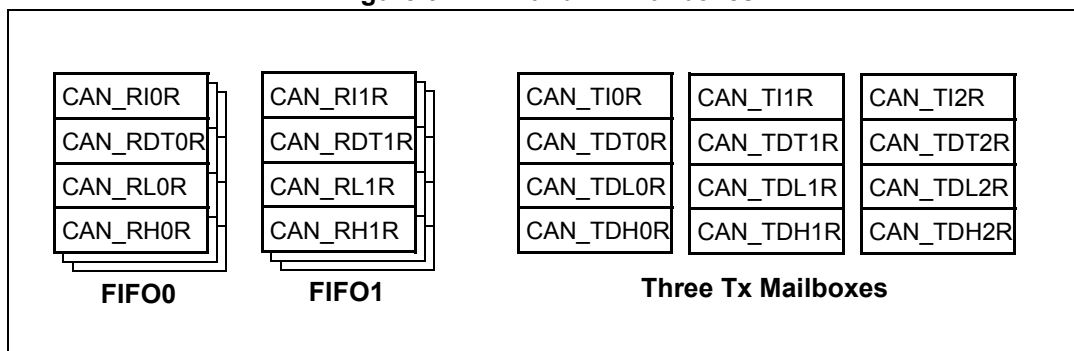 CAN_RI0R
CAN_RDT0R
CAN_RL0R
CAN_RH0R
FIFO0
CAN_RI1R
CAN_RDT1R
CAN_RL1R
CAN_RH1R
FIFO1
CAN_TI0R
CAN_TDT0R
CAN_TDL0R
CAN_TDH0R
CAN_TI1R
CAN_TDT1R
CAN_TDL1R
CAN_TDH1R
CAN_TI2R
CAN_TDT2R
CAN_TDL2R
CAN_TDH2R
Three Tx Mailboxes